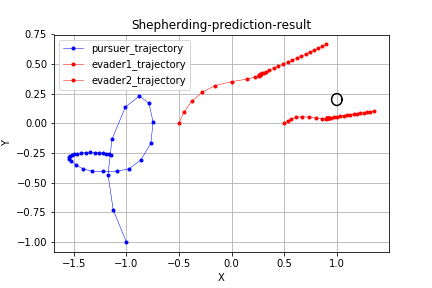 Shepherding-prediction-result
pursuer_trajectory
evader1_trajectory
evader2_trajectory
0.75
0.50
0.25
0.00
−0.25
−0.50
−0.75
−1.00
Y
−1.5
−1.0
−0.5
0.0
0.5
1.0
X